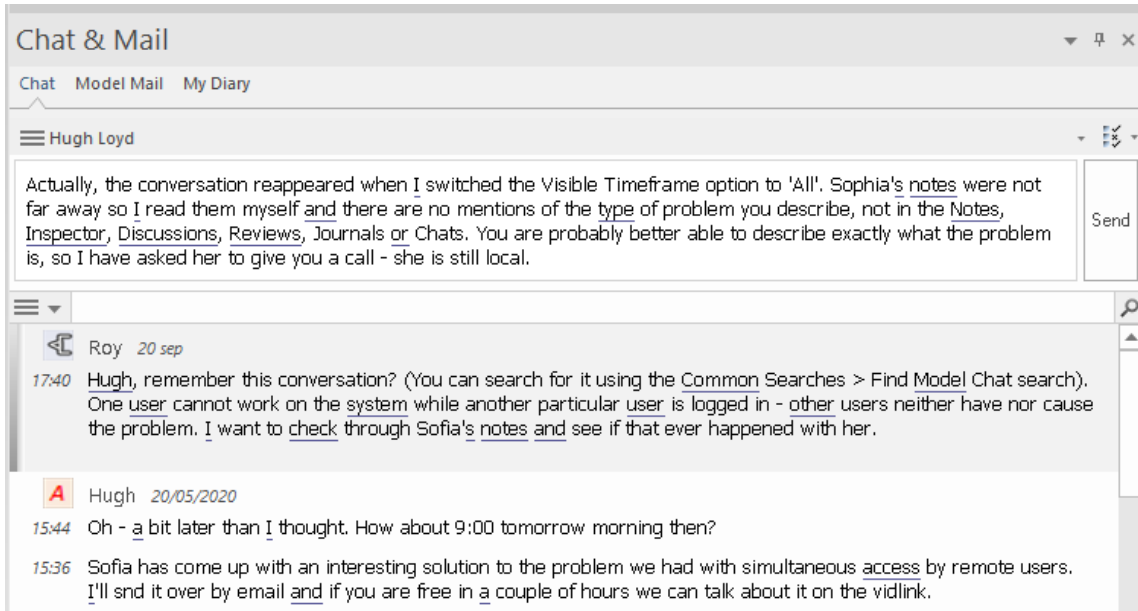 Chat & Mail
Chat Model Mail My Diary
Hugh Loyd
Actually, the conversation reappeared when I switched the Visible Timeframe option to 'All'. Sophia's notes were not
far away so I read them myself and there are no mentions of the type of problem you describe, not in the Notes,
Inspector, Discussions, Reviews, Journals or Chats. You are probably better able to describe exactly what the problem
is, so I have asked her to give you a call - she is still local.
Send
Roy 20 sep
17:40 Hugh, remember this conversation? (You can search for it using the Common Searches > Find Model Chat search).
One user cannot work on the system while another particular user is logged in - other users neither have nor cause
the problem. I want to check through Sofia's notes and see if that ever happened with her.
A Hugh 20/05/2020
15:44 Oh - a bit later than I thought. How about 9:00 tomorrow morning then?
15:36 Sofia has come up with an interesting solution to the problem we had with simultaneous access by remote users.
I'll snd it over by email and if you are free in a couple of hours we can talk about it on the vidlink.